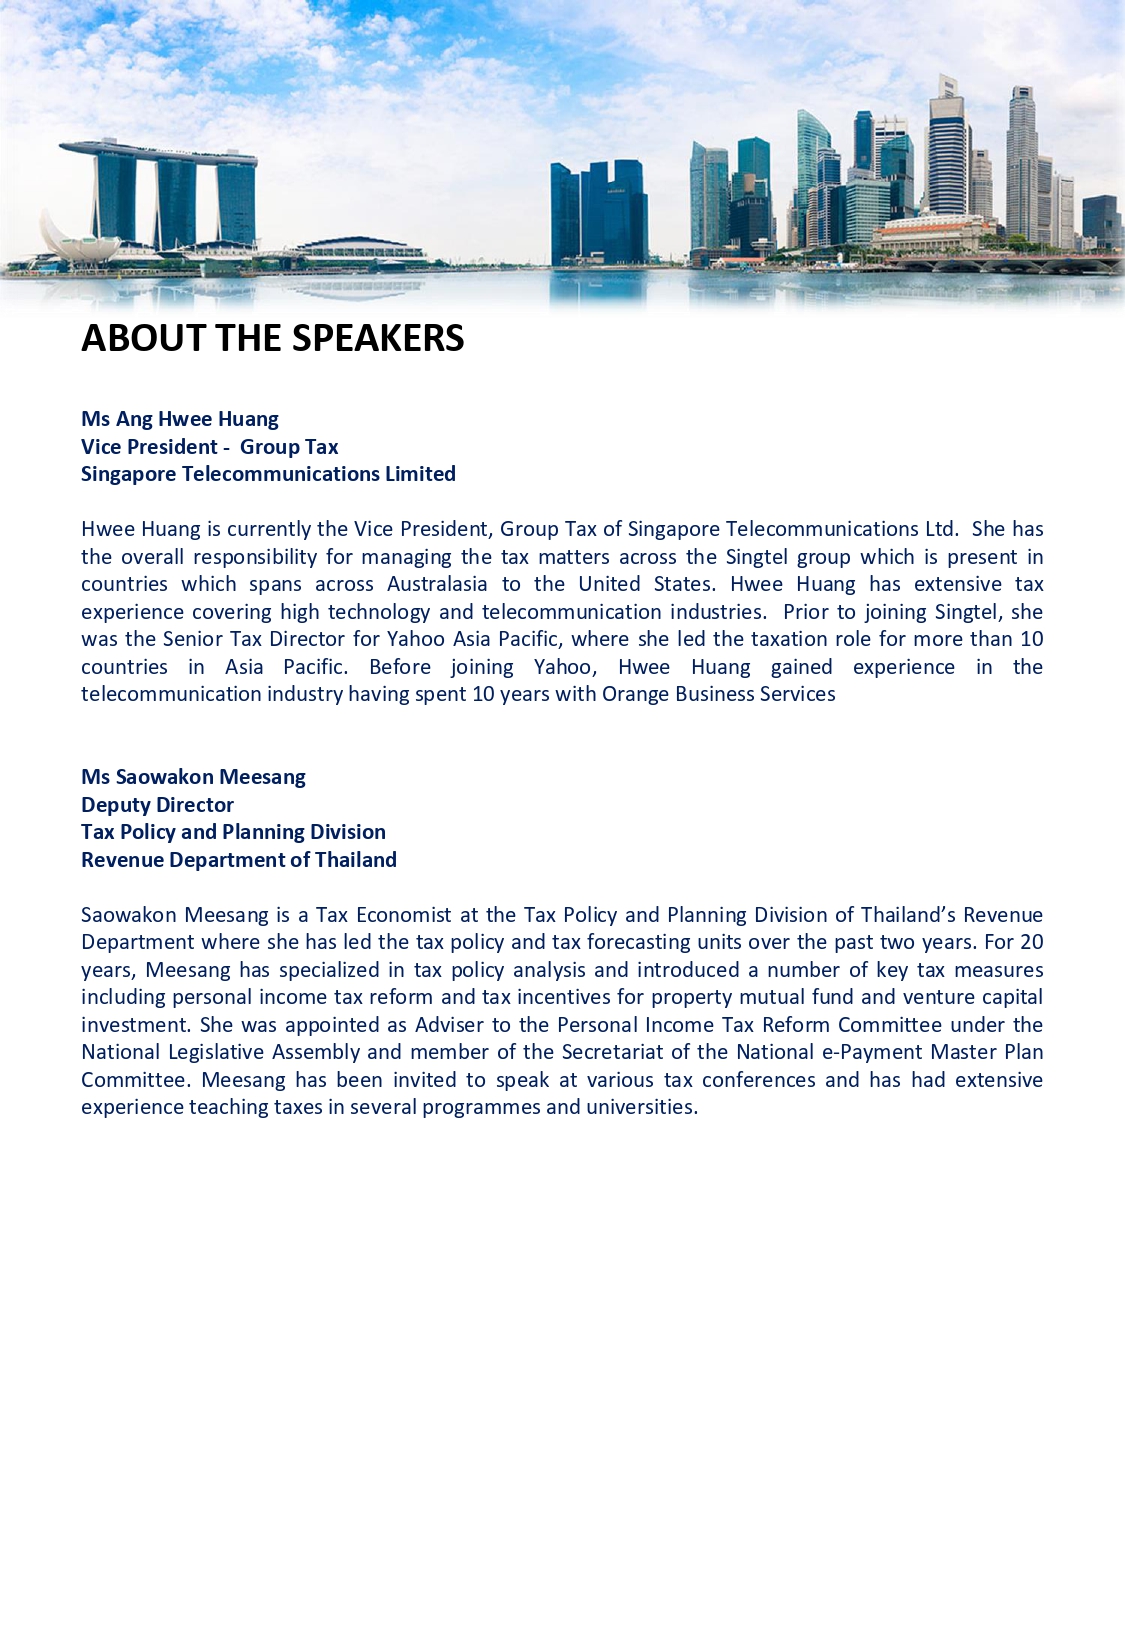 ABOUT THE SPEAKERS
Ms Ang Hwee Huang
Vice President -  Group Tax
Singapore Telecommunications Limited
Hwee Huang is currently the Vice President, Group Tax of Singapore Telecommunications Ltd.  She has
the overall responsibility for managing the tax matters across the Singtel group which is present in
countries which spans across Australasia to the United States. Hwee Huang has extensive tax
experience covering high technology and telecommunication industries.  Prior to joining Singtel, she
was the Senior Tax Director for Yahoo Asia Pacific, where she led the taxation role for more than 10
countries in Asia Pacific. Before joining Yahoo, Hwee Huang gained experience in the
telecommunication industry having spent 10 years with Orange Business Services
Ms Saowakon Meesang
Deputy Director
Tax Policy and Planning Division
Revenue Department of Thailand
Saowakon Meesang is a Tax Economist at the Tax Policy and Planning Division of Thailand’s Revenue
Department where she has led the tax policy and tax forecasting units over the past two years. For 20
years, Meesang has specialized in tax policy analysis and introduced a number of key tax measures
including personal income tax reform and tax incentives for property mutual fund and venture capital
investment. She was appointed as Adviser to the Personal Income Tax Reform Committee under the
National Legislative Assembly and member of the Secretariat of the National e-Payment Master Plan
Committee. Meesang has been invited to speak at various tax conferences and has had extensive
experience teaching taxes in several programmes and universities.